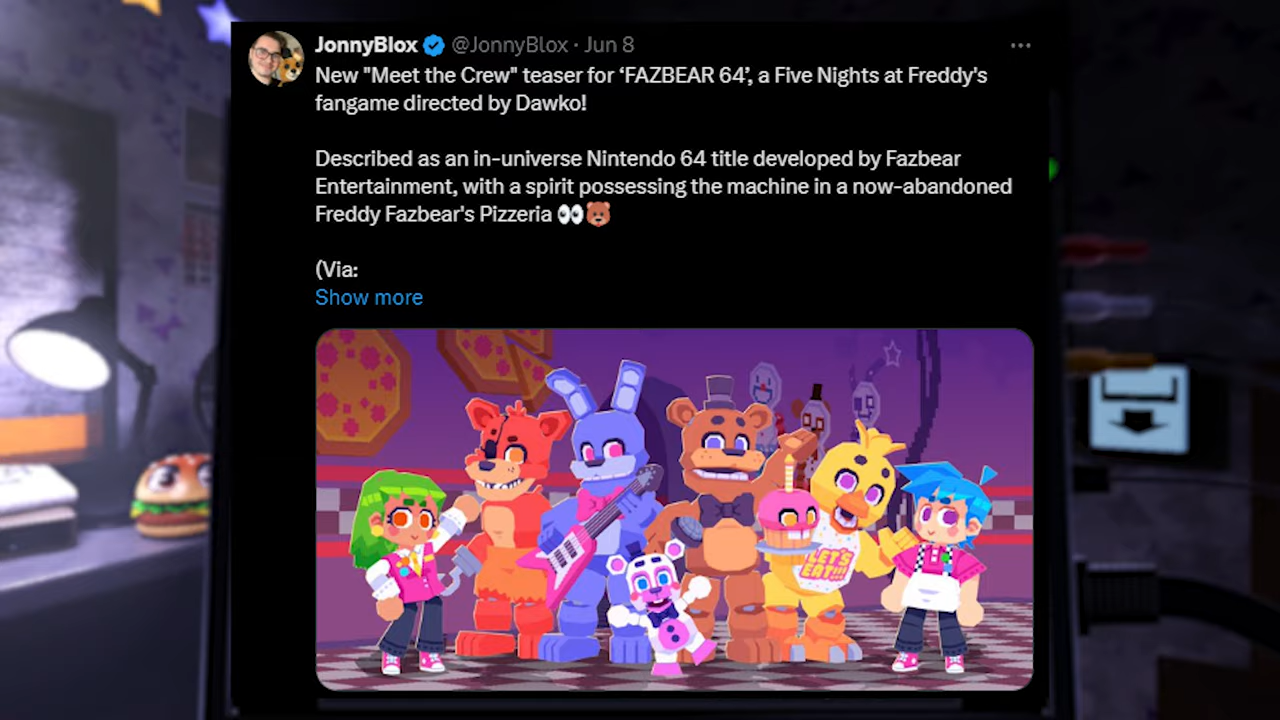 JonnyBlox @JonnyBlox · Jun 8
New "Meet the Crew" teaser for ‘FAZBEAR 64’, a Five Nights at Freddy's
fangame directed by Dawko!
Described as an in-universe Nintendo 64 title developed by Fazbear
Entertainment, with a spirit possessing the machine in a now-abandoned
Freddy Fazbear's Pizzeria 👀🐻
(Via:
Show more
LET'S
EAT!!!